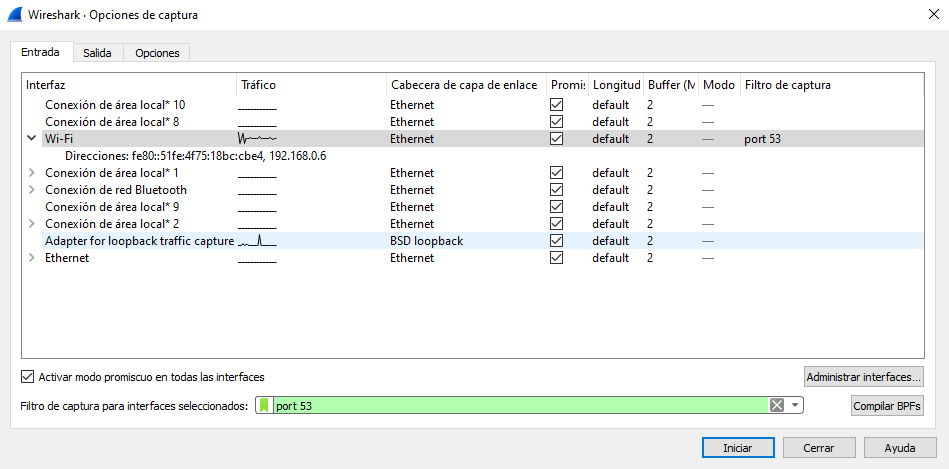 Wireshark · Opciones de captura
Entrada Salida Opciones
Interfaz Tráfico Cabecera de capa de enlace Promis Longitud Buffer (M Modo Filtro de captura
Conexión de área local* 10 Ethernet default 2 —
Conexión de área local* 8 Ethernet default 2 —
Wi-Fi Ethernet default 2 — port 53
Direcciones: fe80::51fe:4f75:18bc:cbe4, 192.168.0.6
Conexión de área local* 1 Ethernet default 2 —
Conexión de red Bluetooth Ethernet default 2 —
Conexión de área local* 9 Ethernet default 2 —
Conexión de área local* 2 Ethernet default 2 —
Adapter for loopback traffic capture BSD loopback default 2 —
Ethernet Ethernet default 2 —
Activar modo promiscuo en todas las interfaces Administrar interfaces...
Filtro de captura para interfaces seleccionados: port 53 Compilar BPFs
Iniciar Cerrar Ayuda